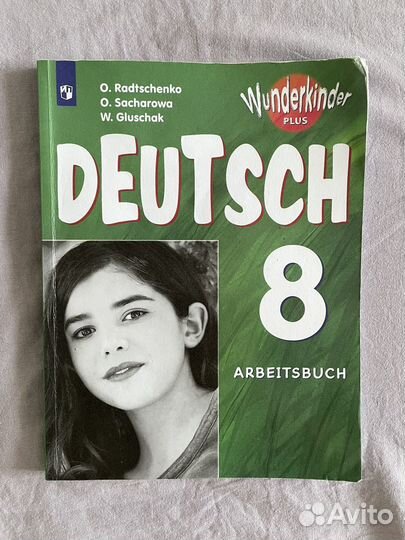 O. Radtschenko
O. Sacharowa
W. Gluschak
Wunderkinder
PLUS
DEUTSCH
8
ARBEITSBUCH
Avito